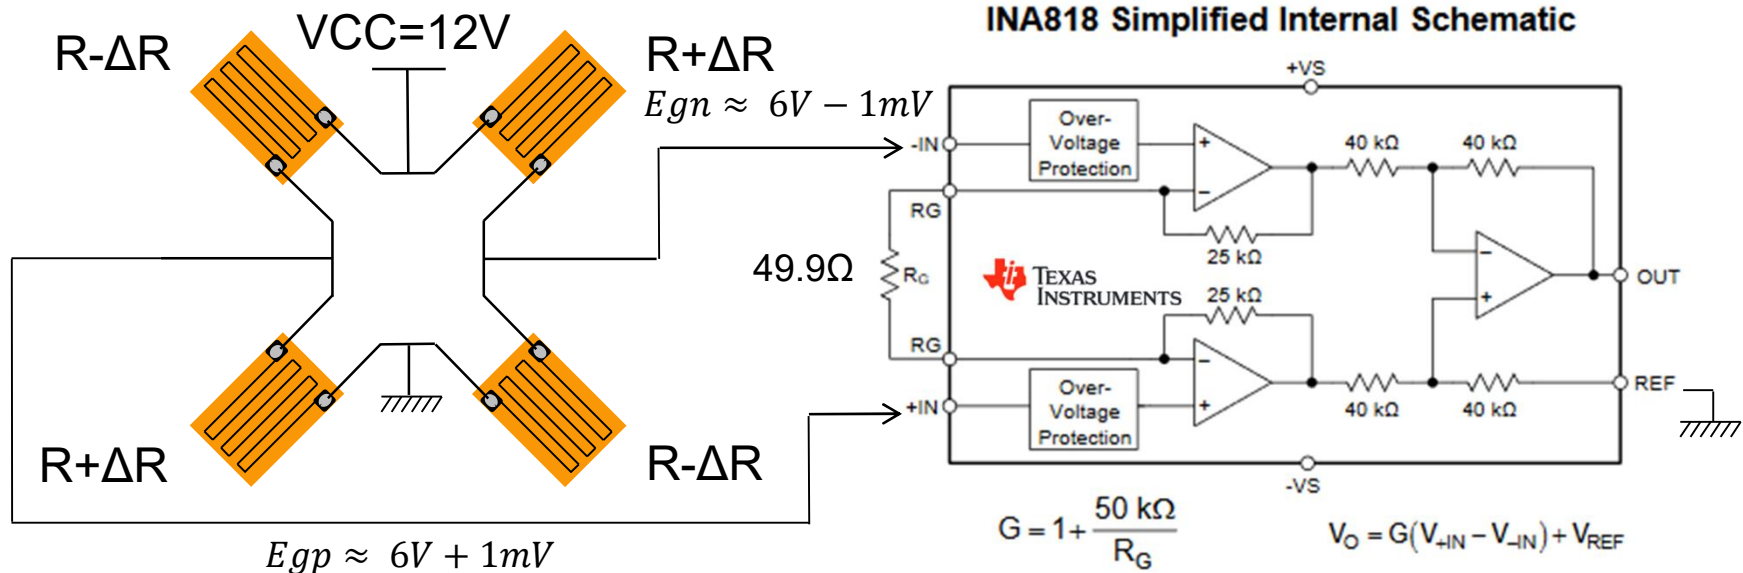 INA818 Simplified Internal Schematic
VCC=12V
R-ΔR
R+ΔR
Egn ≈ 6V − 1mV
+VS
-IN
Over-
Voltage
Protection
+
−
40 kΩ
40 kΩ
RG
25 kΩ
49.9Ω
RG
TEXAS
INSTRUMENTS
25 kΩ
−
+
OUT
RG
−
+
+IN
Over-
Voltage
Protection
40 kΩ
40 kΩ
REF
R+ΔR
R-ΔR
-VS
Egp ≈ 6V + 1mV
G = 1 + 50 kΩ / RG
VO = G(V+IN − V−IN) + VREF